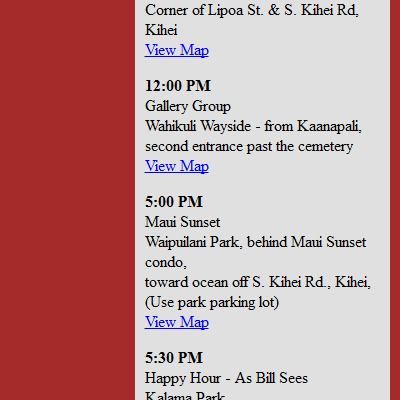 Corner of Lipoa St. & S. Kihei Rd,
Kihei
View Map
12:00 PM
Gallery Group
Wahikuli Wayside - from Kaanapali,
second entrance past the cemetery
View Map
5:00 PM
Maui Sunset
Waipuilani Park, behind Maui Sunset
condo,
toward ocean off S. Kihei Rd., Kihei,
(Use park parking lot)
View Map
5:30 PM
Happy Hour - As Bill Sees
Kalama Park